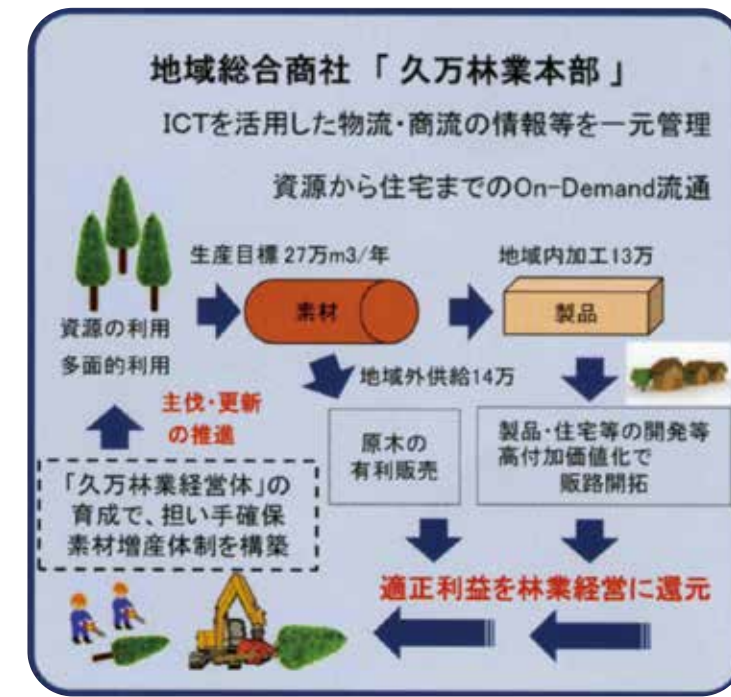 地域総合商社「久万林業本部」
ICTを活用した物流・商流の情報等を一元管理
資源から住宅までのOn-Demand流通
生産目標 27万m3/年
地域内加工13万
素材
製品
資源の利用
多面的利用
地域外供給14万
主伐・更新
の推進
原木の
有利販売
製品・住宅等の開発等
高付加価値化で
販路開拓
「久万林業経営体」の
育成で、担い手確保
素材増産体制を構築
適正利益を林業経営に還元